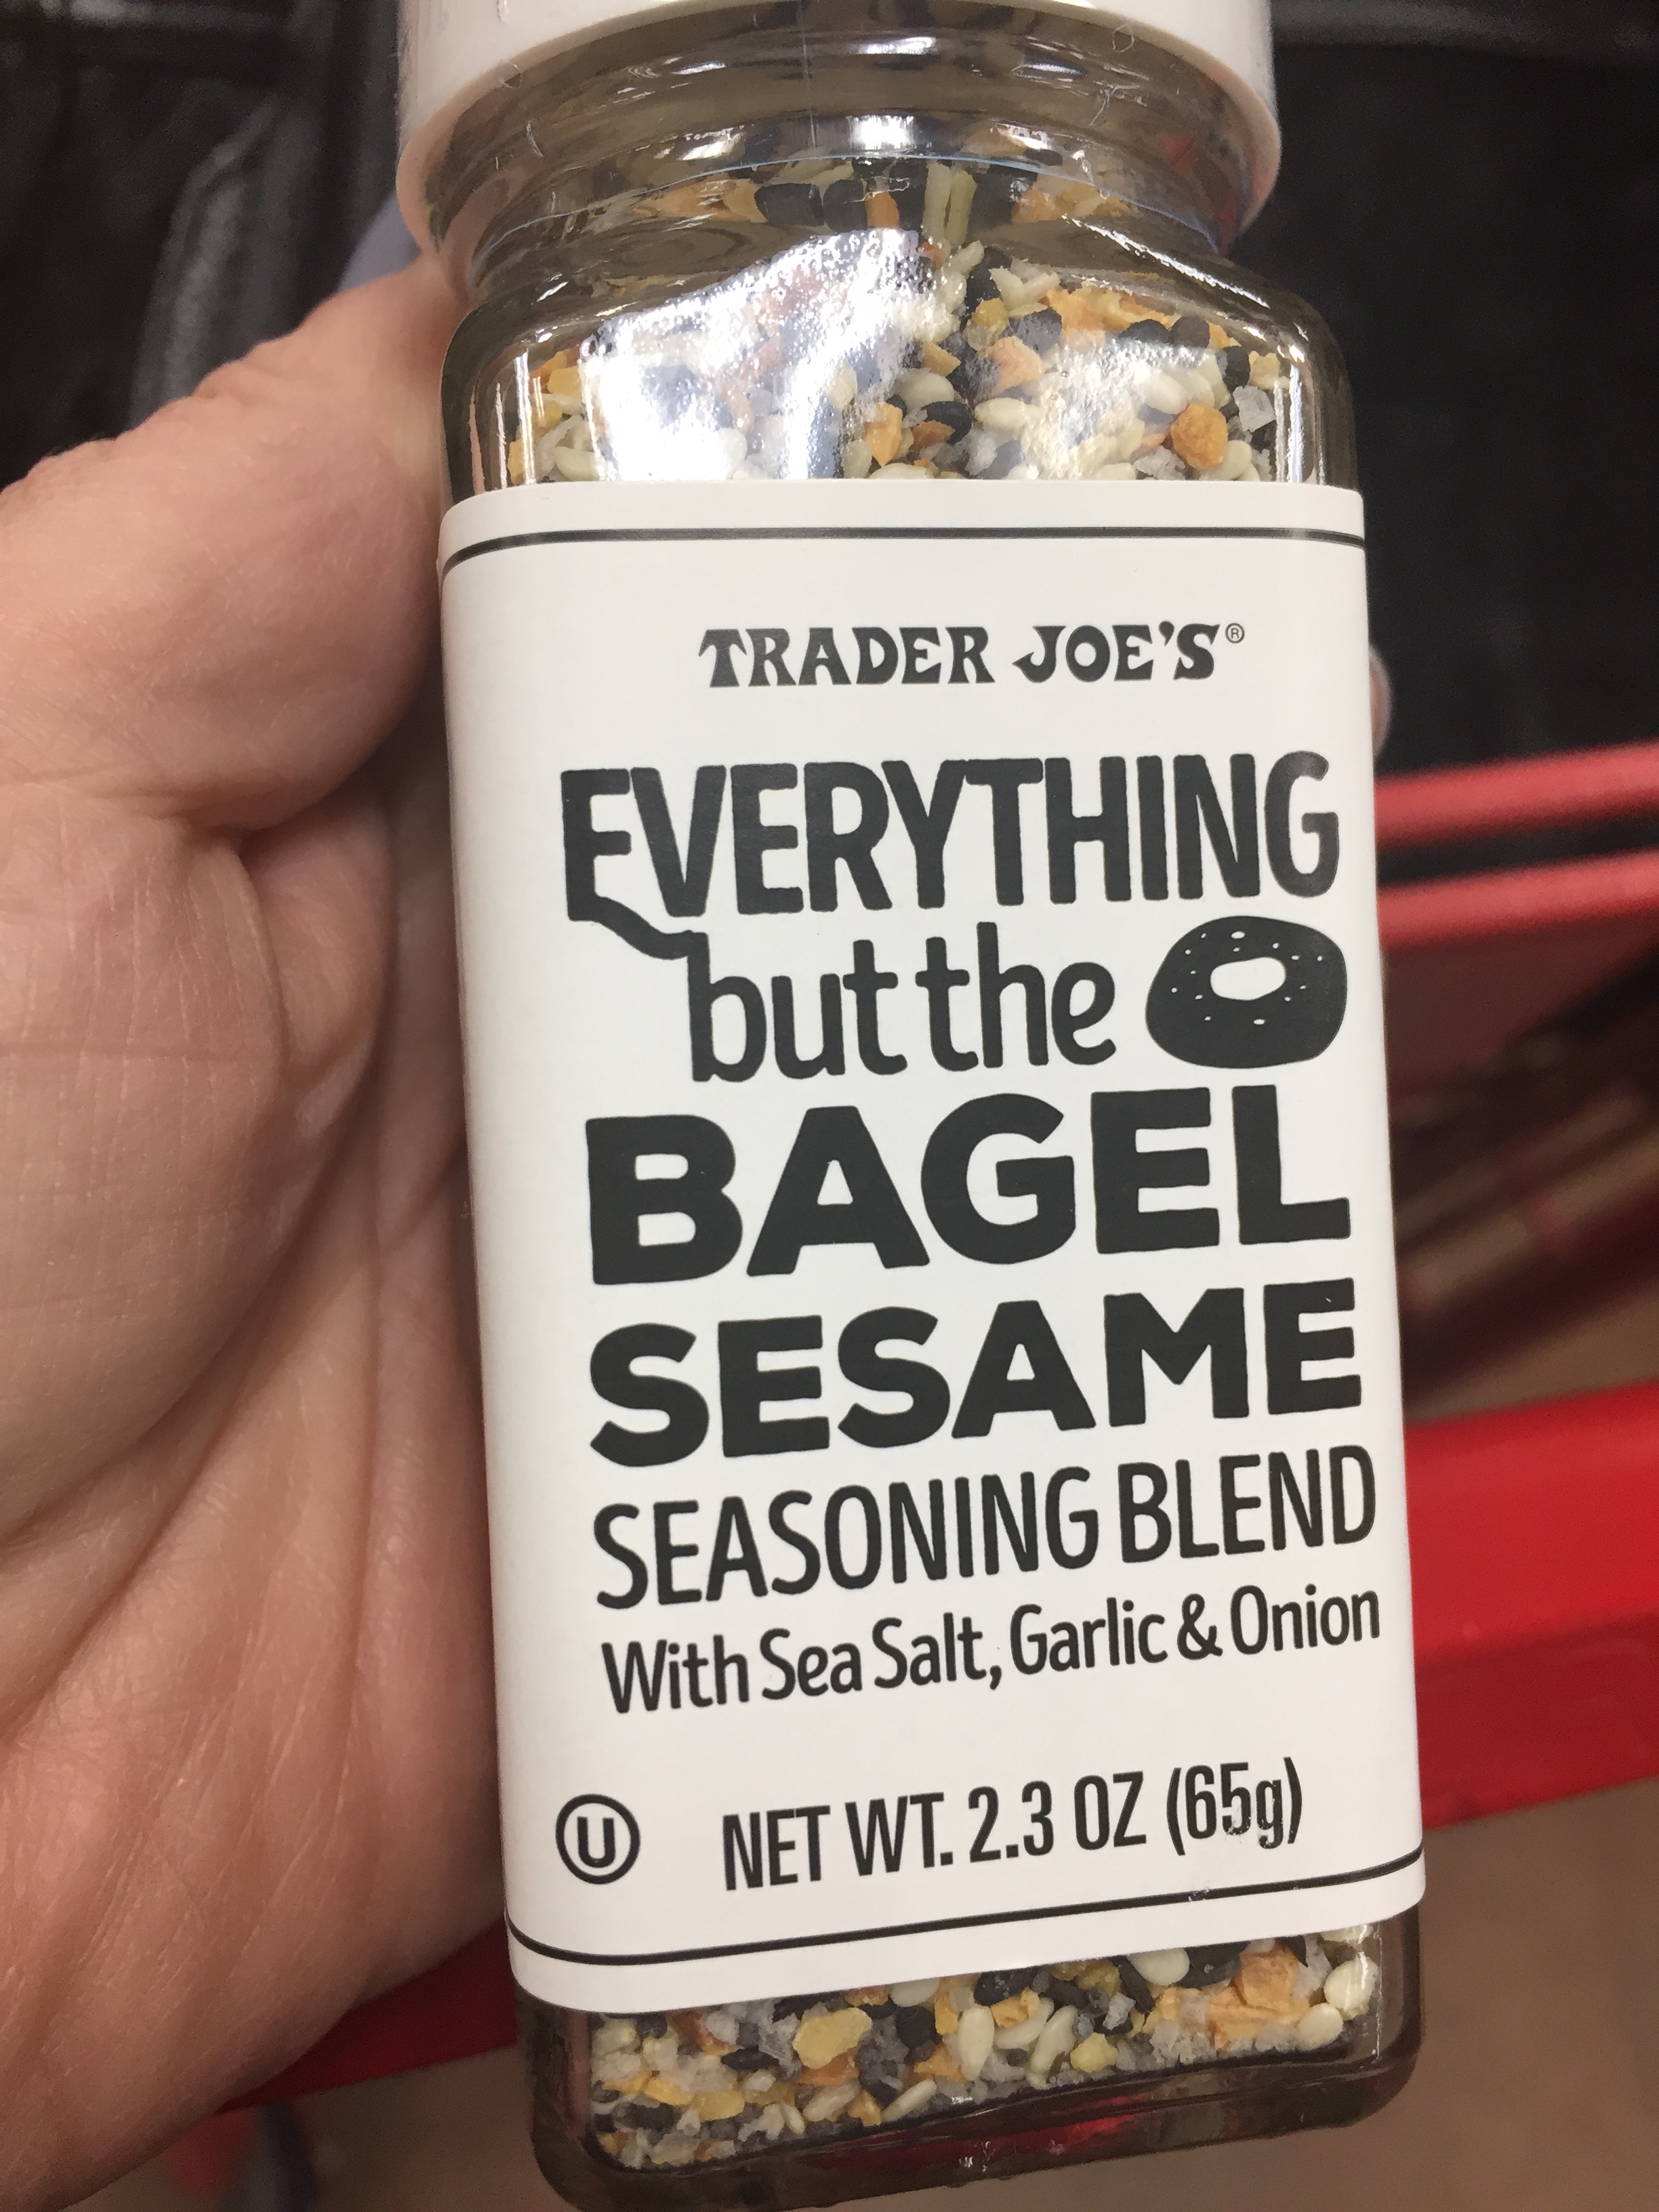 TRADER JOE'S®
EVERYTHING
but the
BAGEL
SESAME
SEASONING BLEND
With Sea Salt, Garlic & Onion
U NET WT. 2.3 OZ (65g)